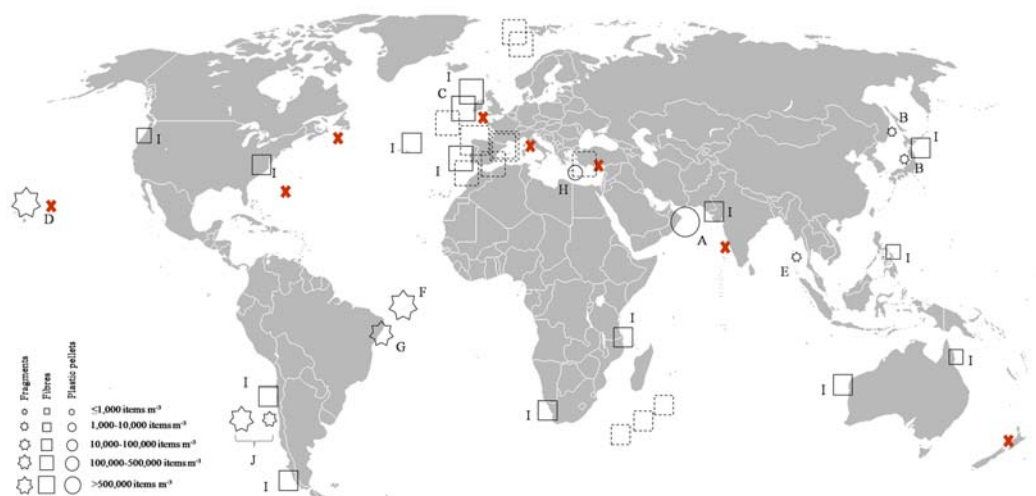 I
C
B
I
I
B
I
I
I
H
I
D
A
I
E
F
I
G
I
I
I
I
J
I
Fragments
Fibres
Plastic pellets
≤1,000 items m⁻³
1,000-10,000 items m⁻³
10,000-100,000 items m⁻³
100,000-500,000 items m⁻³
>500,000 items m⁻³